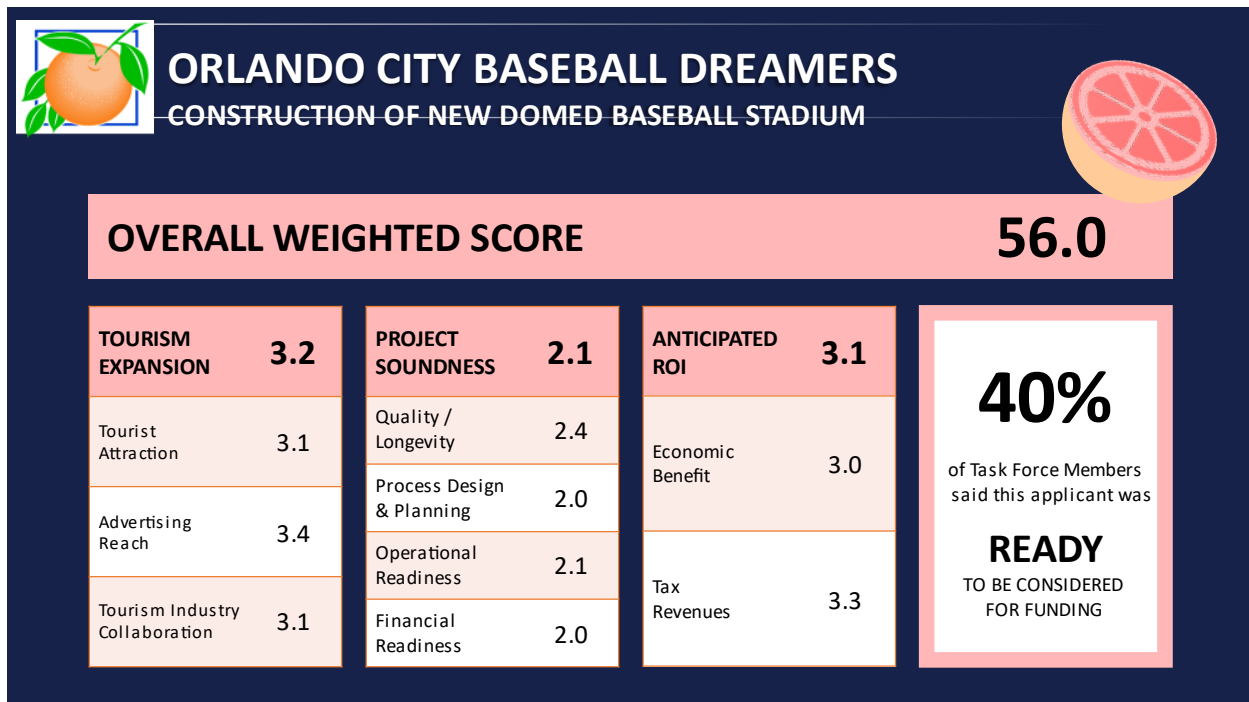 ORLANDO CITY BASEBALL DREAMERS
CONSTRUCTION OF NEW DOMED BASEBALL STADIUM
OVERALL WEIGHTED SCORE 56.0
TOURISM
EXPANSION 3.2
Tourist
Attraction 3.1
Advertising
Reach 3.4
Tourism Industry
Collaboration 3.1
PROJECT
SOUNDNESS 2.1
Quality /
Longevity 2.4
Process Design
& Planning 2.0
Operational
Readiness 2.1
Financial
Readiness 2.0
ANTICIPATED
ROI 3.1
Economic
Benefit 3.0
Tax
Revenues 3.3
40%
of Task Force Members
said this applicant was
READY
TO BE CONSIDERED
FOR FUNDING